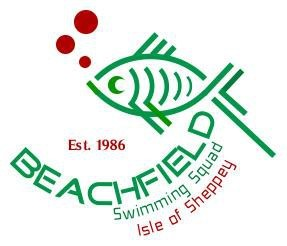 Est. 1986
BEACHFIELD
Swimming Squad
Isle of Sheppey